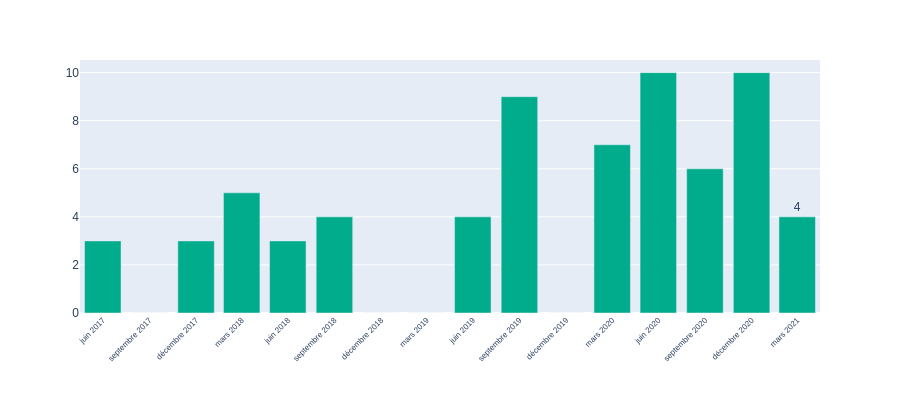 10
8
6
4
2
0
4
juin 2017
septembre 2017
décembre 2017
mars 2018
juin 2018
septembre 2018
décembre 2018
mars 2019
juin 2019
septembre 2019
décembre 2019
mars 2020
juin 2020
septembre 2020
décembre 2020
mars 2021